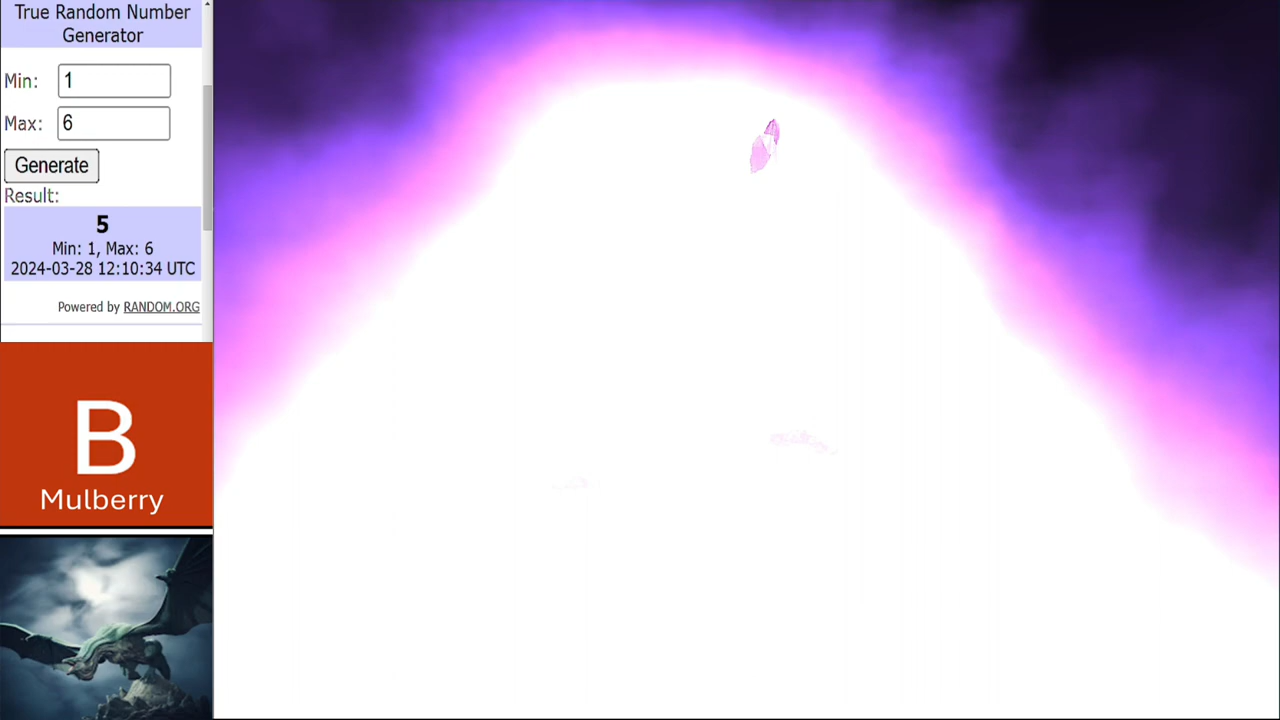 True Random Number
Generator
Min: 1
Max: 6
Generate
Result:
5
Min: 1, Max: 6
2024-03-28 12:10:34 UTC
Powered by RANDOM.ORG
B
Mulberry